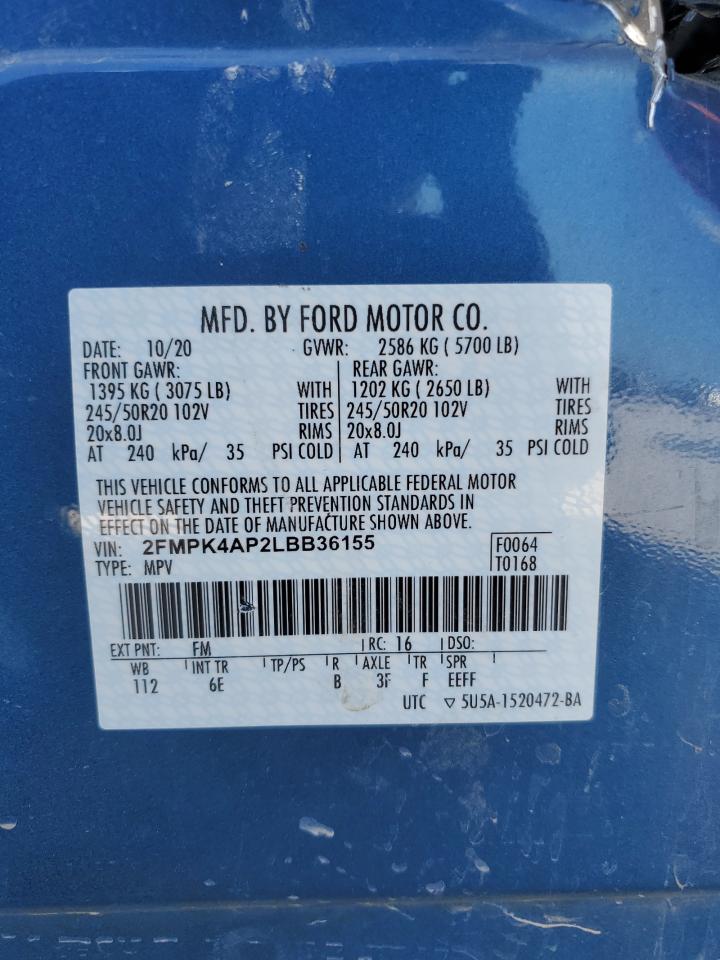 MFD. BY FORD MOTOR CO.
DATE: 10/20 GVWR: 2586 KG ( 5700 LB)
FRONT GAWR: REAR GAWR:
1395 KG ( 3075 LB) WITH 1202 KG ( 2650 LB) WITH
245/50R20 102V TIRES 245/50R20 102V TIRES
20x8.0J RIMS 20x8.0J RIMS
AT 240 kPa/ 35 PSI COLD AT 240 kPa/ 35 PSI COLD
THIS VEHICLE CONFORMS TO ALL APPLICABLE FEDERAL MOTOR
VEHICLE SAFETY AND THEFT PREVENTION STANDARDS IN
EFFECT ON THE DATE OF MANUFACTURE SHOWN ABOVE.
VIN: 2FMPK4AP2LBB36155 F0064
TYPE: MPV T0168
EXT PNT: FM RC: 16 DSO:
WB INT TR TP/PS R AXLE TR SPR
112 6E B 3F F EEFF
UTC ▽ 5U5A-1520472-BA